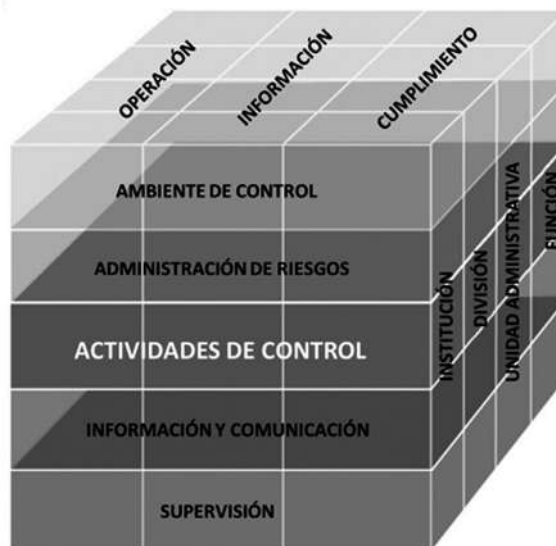 OPERACIÓN
INFORMACIÓN
CUMPLIMIENTO
AMBIENTE DE CONTROL
ADMINISTRACIÓN DE RIESGOS
ACTIVIDADES DE CONTROL
INFORMACIÓN Y COMUNICACIÓN
SUPERVISIÓN
INSTITUCIÓN
DIVISIÓN
UNIDAD ADMINISTRATIVA
FUNCIÓN